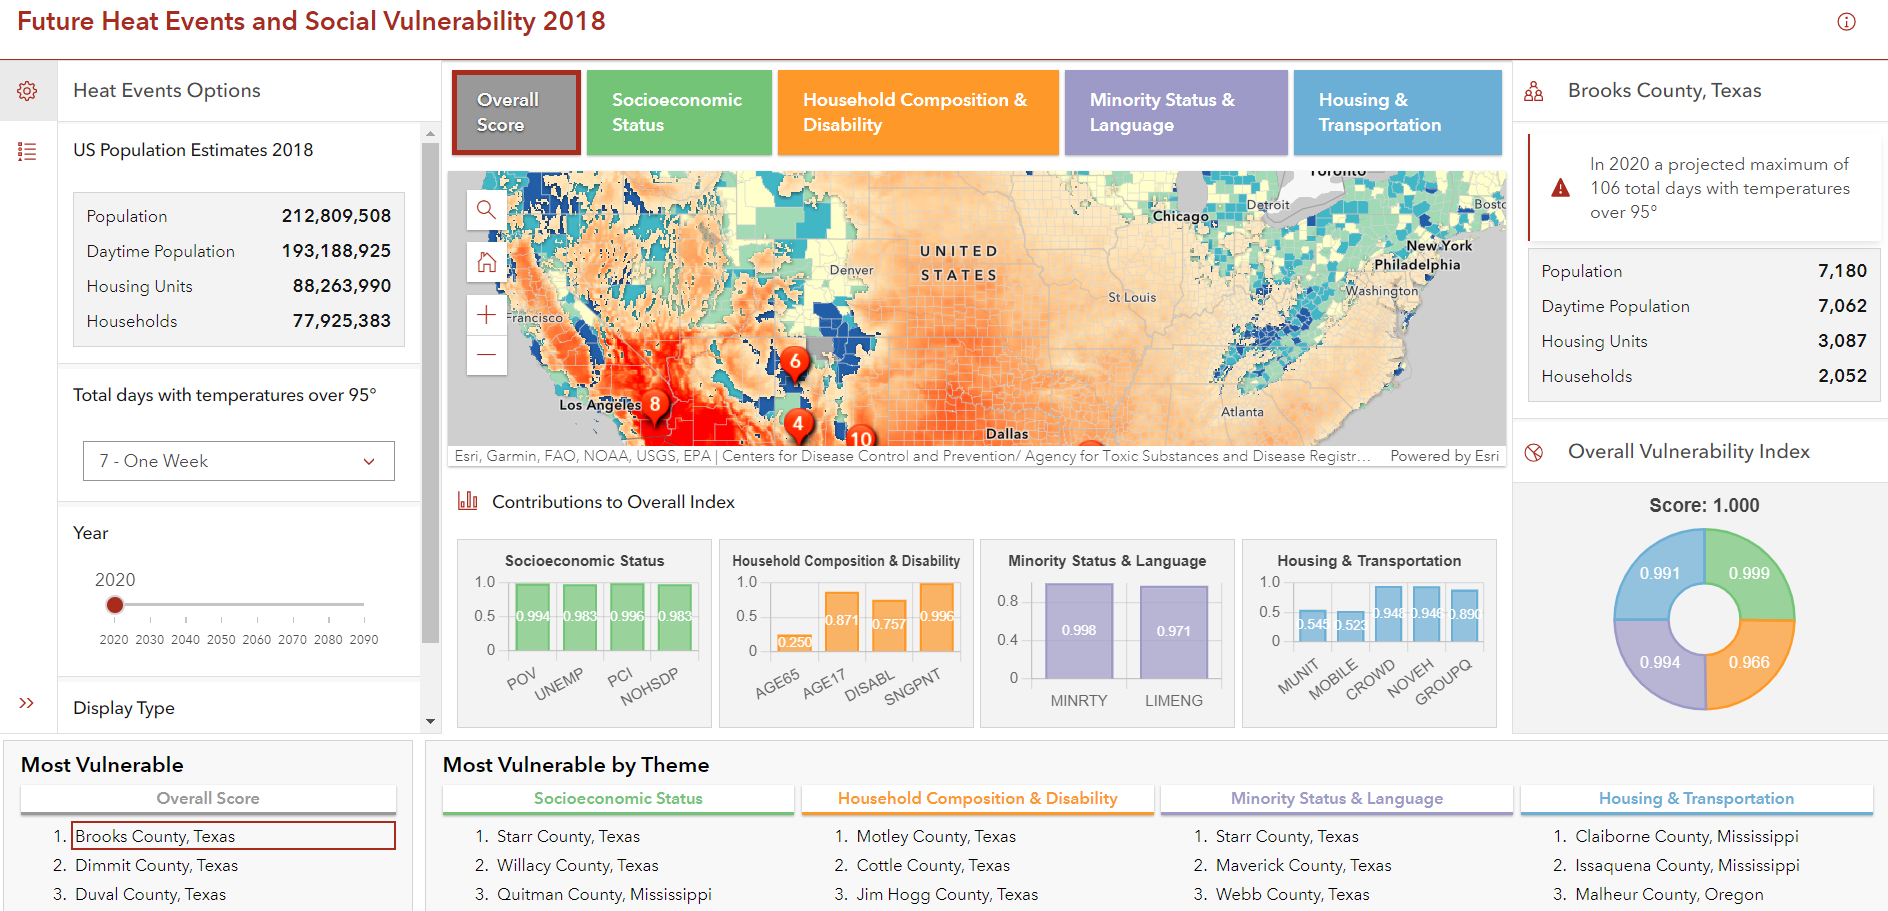 Future Heat Events and Social Vulnerability 2018
Heat Events Options
US Population Estimates 2018
Population 212,809,508
Daytime Population 193,188,925
Housing Units 88,263,990
Households 77,925,383
Total days with temperatures over 95°
7 - One Week
Year
2020
2020 2030 2040 2050 2060 2070 2080 2090
Display Type
Overall
Score
Socioeconomic
Status
Household Composition &
Disability
Minority Status &
Language
Housing &
Transportation
Toronto
Chicago
Detroit
UNITED
STATES
New York
Philadelphia
Denver
St Louis
Washington
Francisco
6
Los Angeles
8
4
10
Atlanta
Dallas
Esri, Garmin, FAO, NOAA, USGS, EPA | Centers for Disease Control and Prevention/ Agency for Toxic Substances and Disease Registr...
Powered by Esri
Contributions to Overall Index
Socioeconomic Status
1.0
0.5
0
0.994 0.983 0.996 0.983
POV UNEMP PCI NOHSDP
Household Composition & Disability
1.0
0.5
0
0.250 0.871 0.757 0.996
AGE65 AGE17 DISABL SNGPNT
Minority Status & Language
0.8
0.4
0
0.998 0.971
MINRTY LIMENG
Housing & Transportation
1.0
0.5
0
0.545 0.523 0.948 0.946 0.890
MUNIT MOBILE CROWD NOVEH GROUPQ
Brooks County, Texas
In 2020 a projected maximum of
106 total days with temperatures
over 95°
Population 7,180
Daytime Population 7,062
Housing Units 3,087
Households 2,052
Overall Vulnerability Index
Score: 1.000
0.991 0.999
0.994 0.966
Most Vulnerable
Overall Score
1. Brooks County, Texas
2. Dimmit County, Texas
3. Duval County, Texas
Most Vulnerable by Theme
Socioeconomic Status
1. Starr County, Texas
2. Willacy County, Texas
3. Quitman County, Mississippi
Household Composition & Disability
1. Motley County, Texas
2. Cottle County, Texas
3. Jim Hogg County, Texas
Minority Status & Language
1. Starr County, Texas
2. Maverick County, Texas
3. Webb County, Texas
Housing & Transportation
1. Claiborne County, Mississippi
2. Issaquena County, Mississippi
3. Malheur County, Oregon